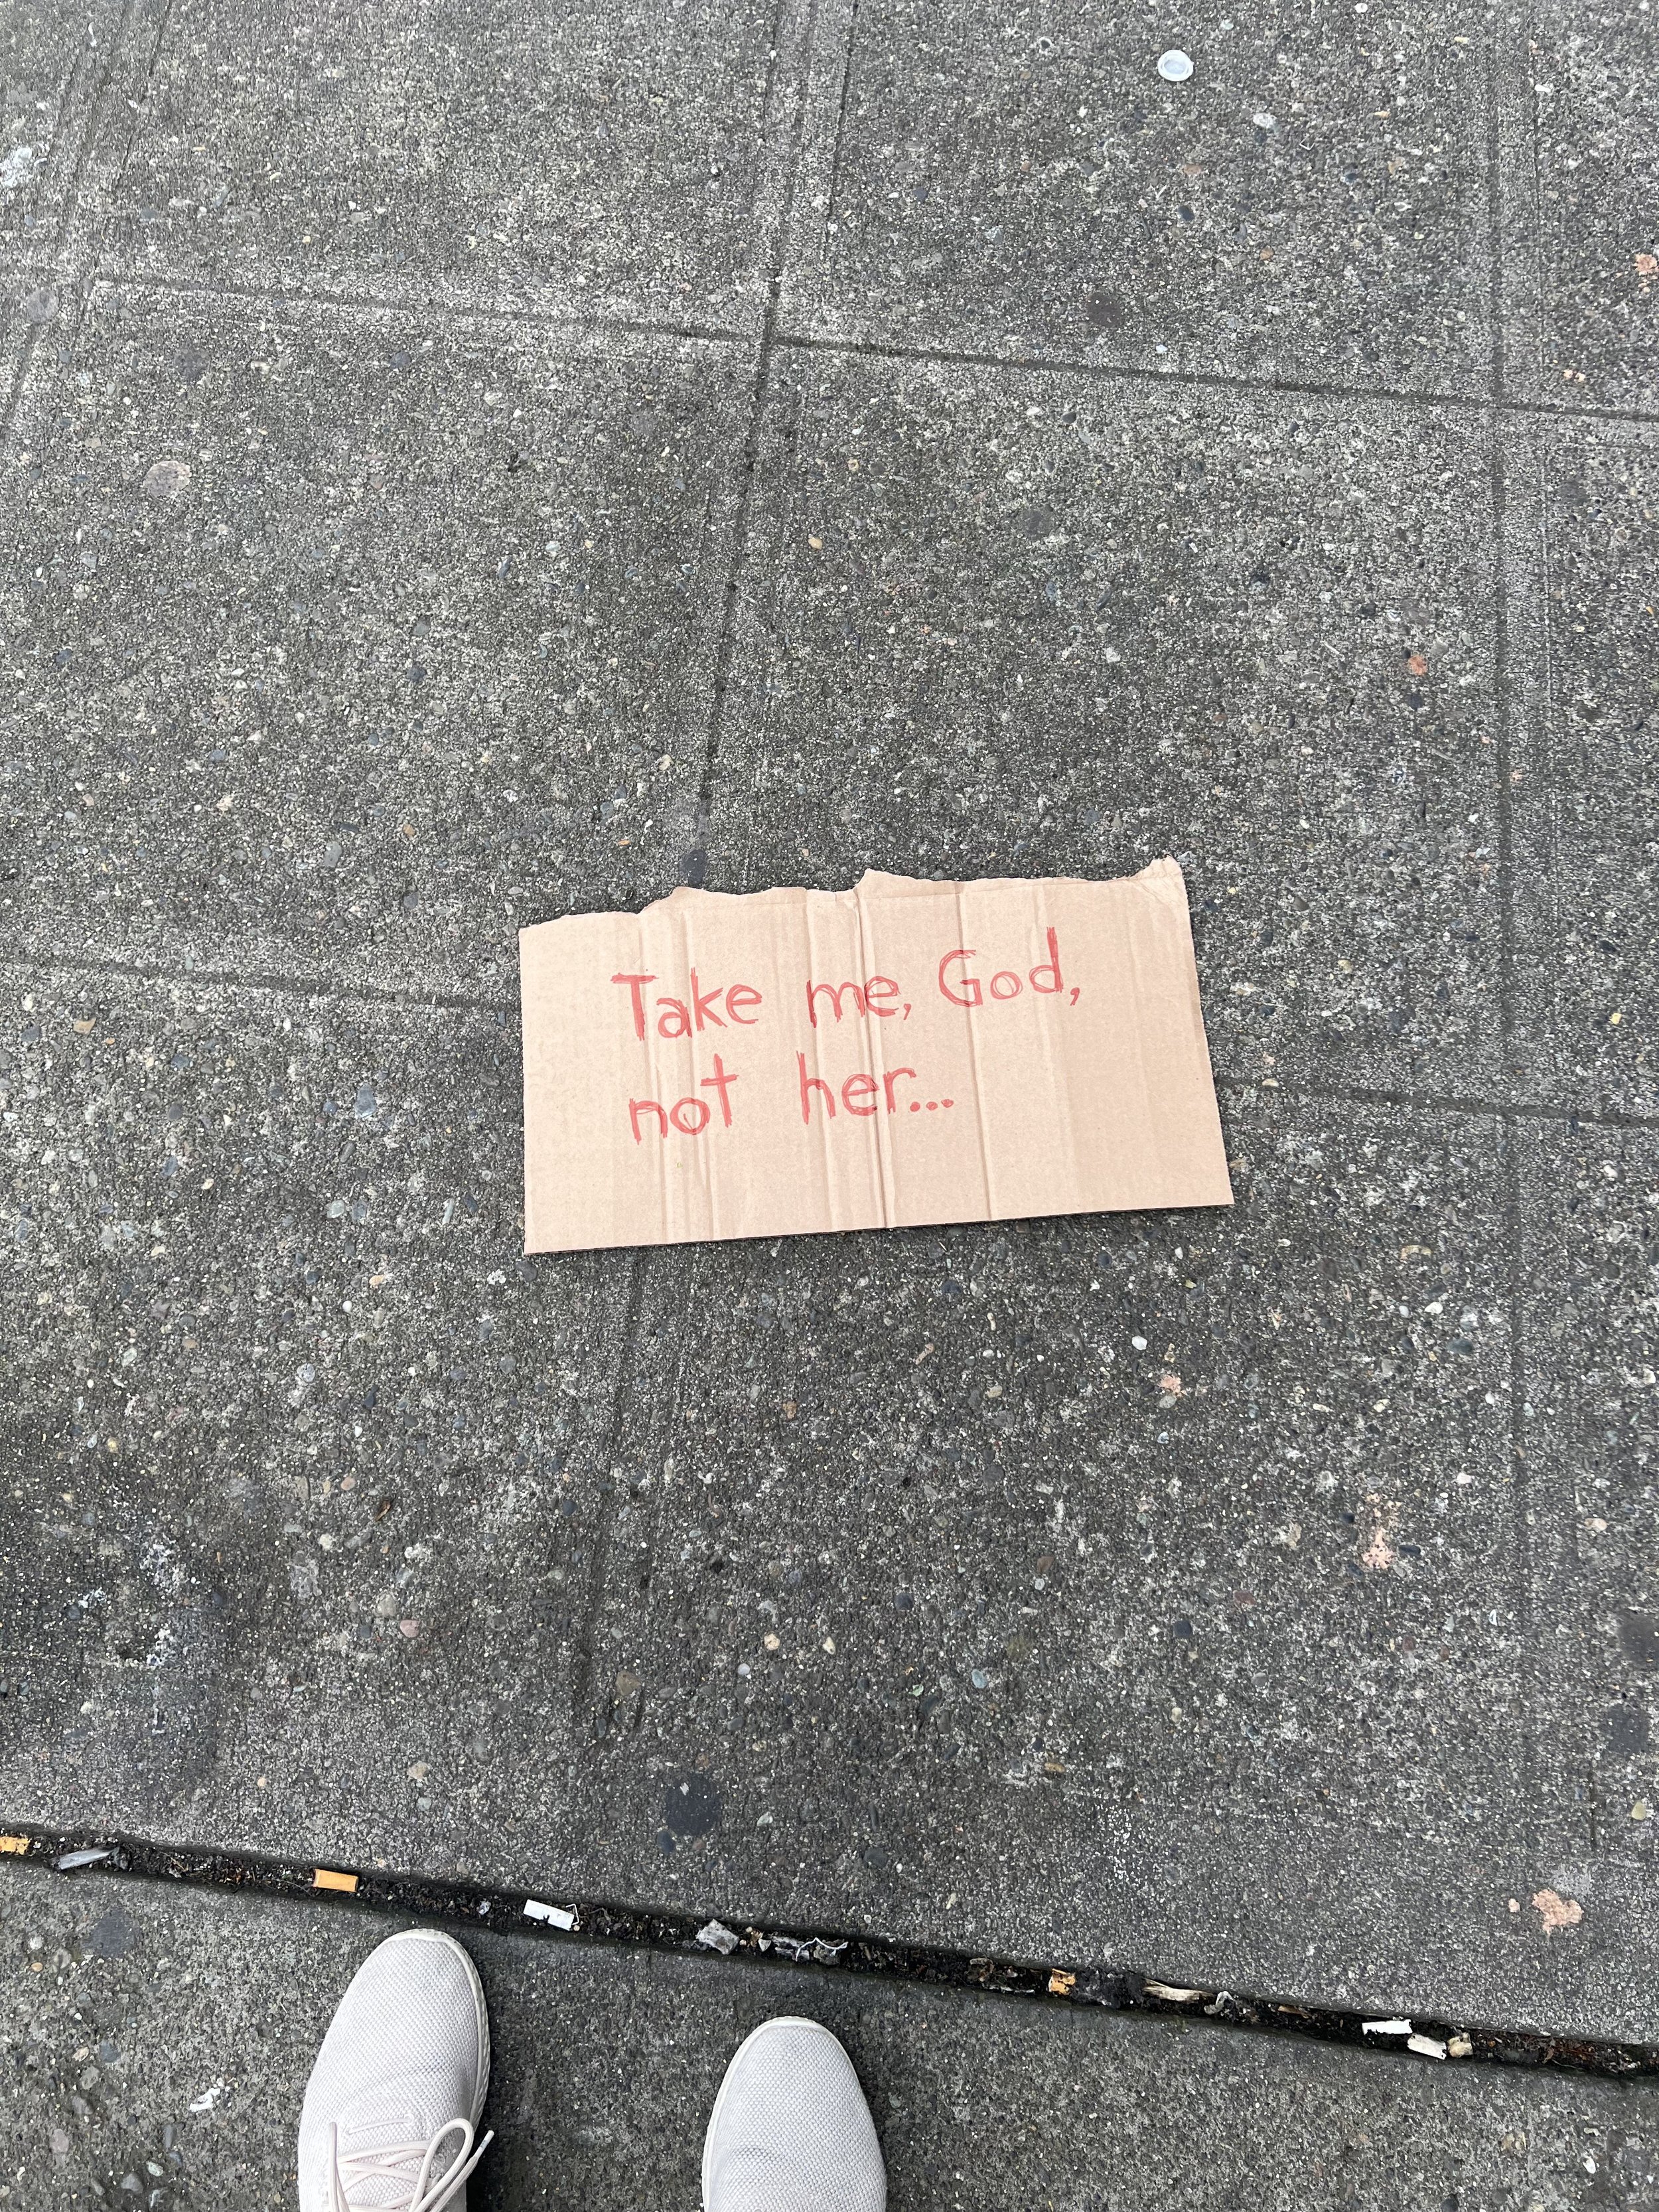 Take me, God,
not her...